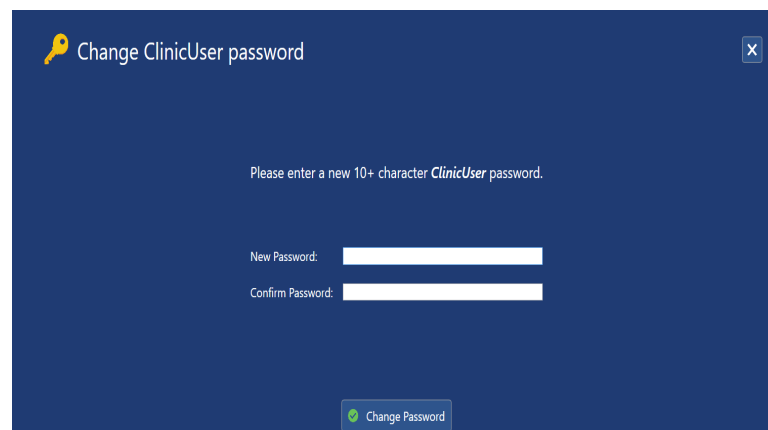 Change ClinicUser password
X
Please enter a new 10+ character ClinicUser password.
New Password:
Confirm Password:
Change Password